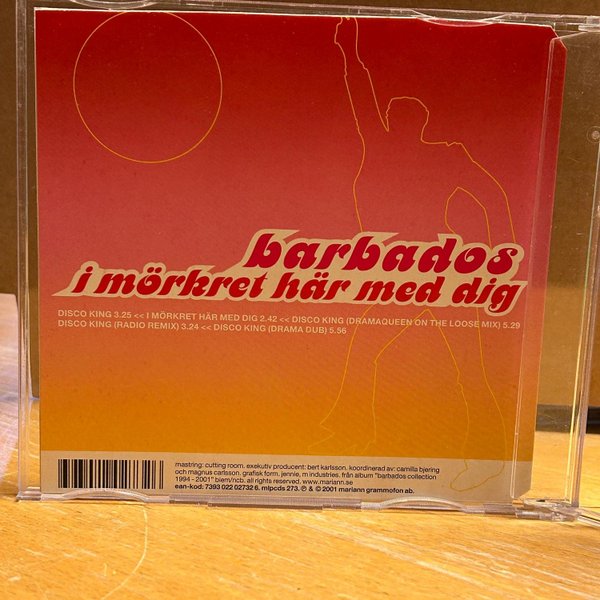 barbados
i mörkret här med dig
DISCO KING 3.25 << I MÖRKRET HÄR MED DIG 2.42 << DISCO KING (DRAMAQUEEN ON THE LOOSE MIX) 5.29
DISCO KING (RADIO REMIX) 3.24 << DISCO KING (DRAMA DUB) 5.56
mastring: cutting room. exekutiv producent: bert karlsson. koordinerad av: camilla bjering
och magnus carlsson. grafisk form. jennie, m industries. från album "barbados collection
1994 - 2001" biem/ncb. all rights reserved. www.mariann.se
ean-kod: 7393 022 02732 6. mlpcds 273. ℗ & © 2001 mariann grammofon ab.